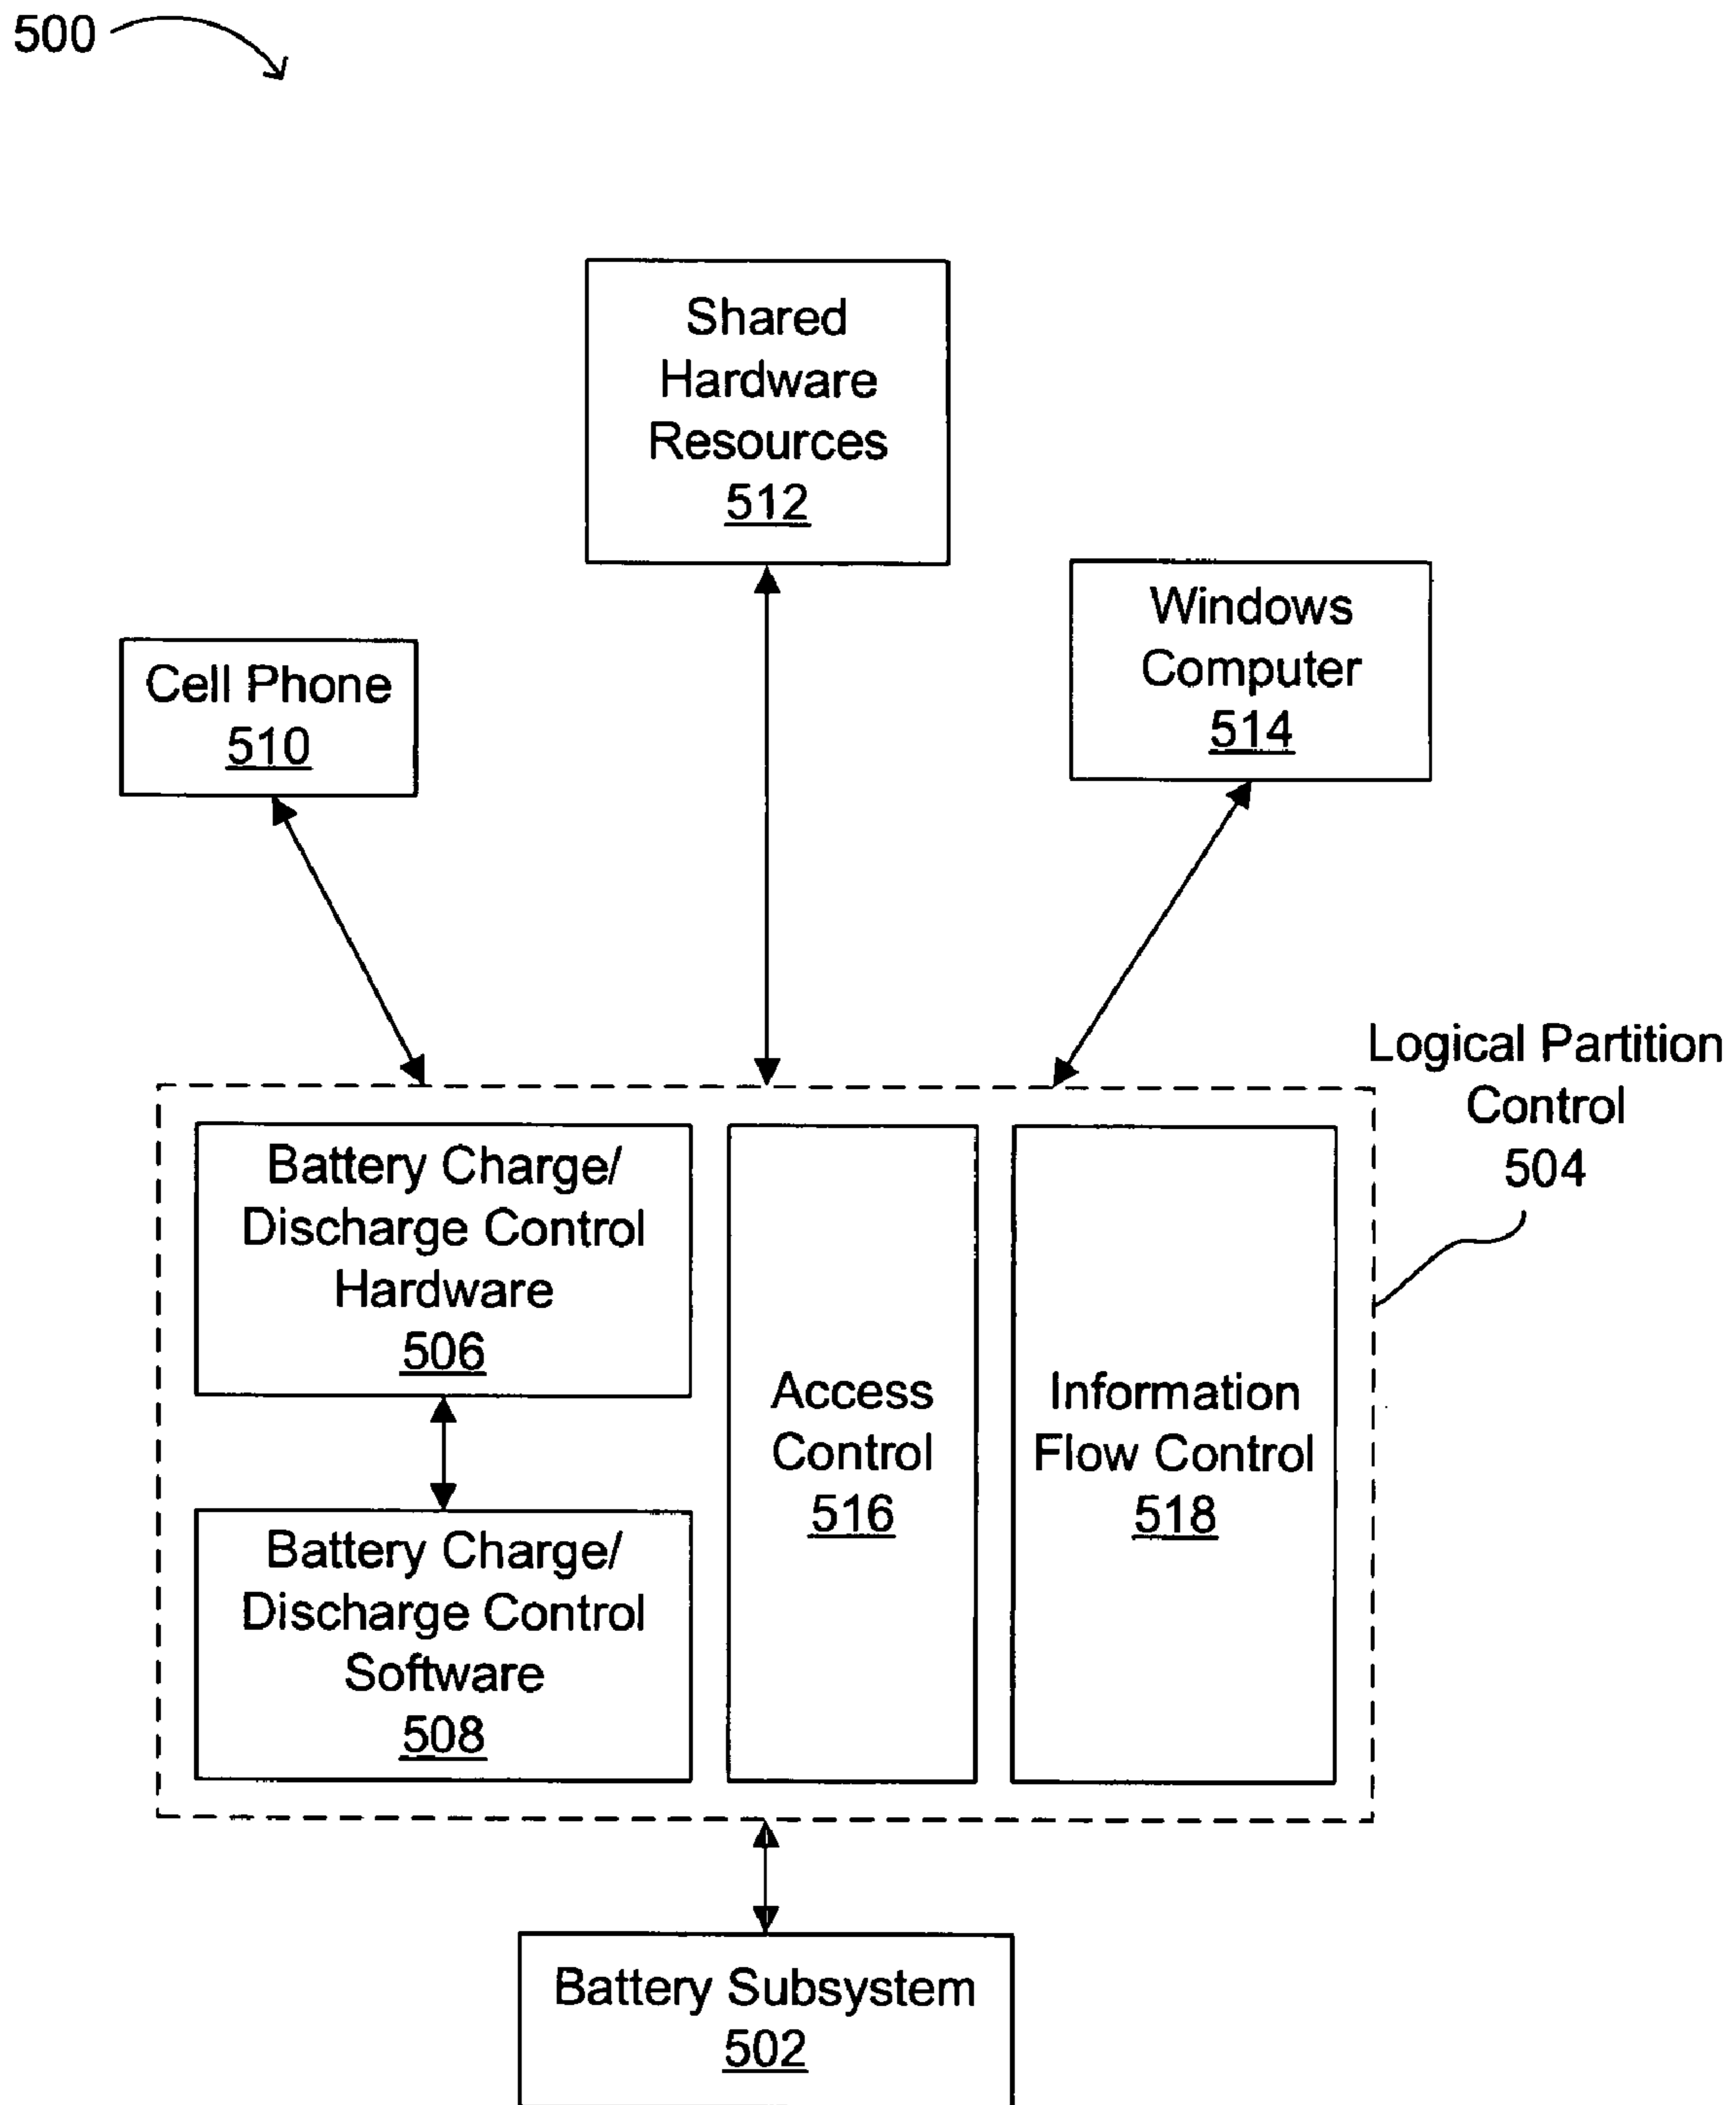 500
Shared
Hardware
Resources
512
Windows
Computer
514
Cell Phone
510
Logical Partition
Control
504
Battery Charge/
Discharge Control
Hardware
506
Access
Control
516
Information
Flow Control
518
Battery Charge/
Discharge Control
Software
508
Battery Subsystem
502